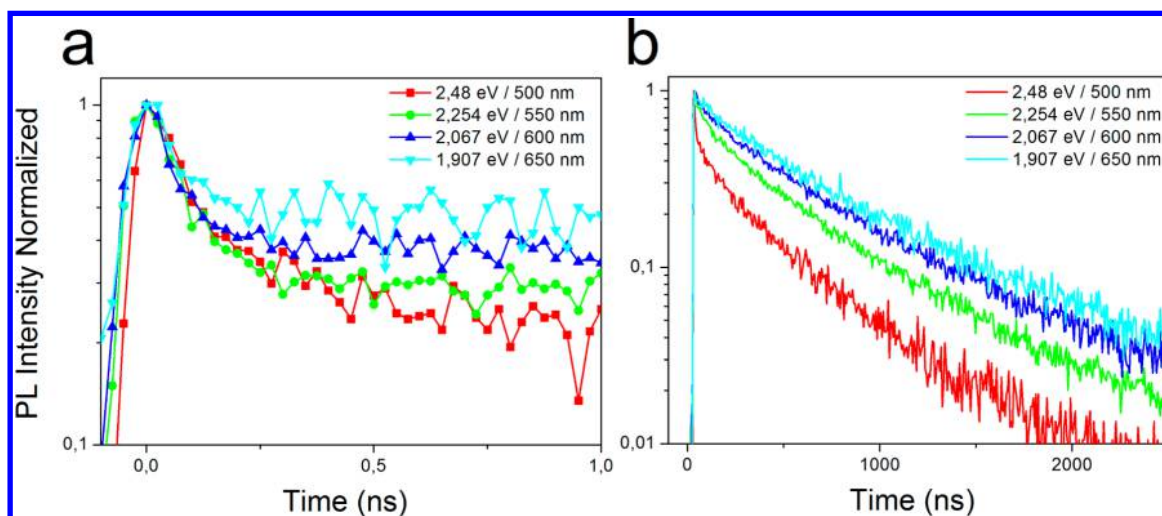 a
PL Intensity Normalized
2,48 eV / 500 nm
2,254 eV / 550 nm
2,067 eV / 600 nm
1,907 eV / 650 nm
1
0,1
0,0
0,5
1,0
Time (ns)
b
2,48 eV / 500 nm
2,254 eV / 550 nm
2,067 eV / 600 nm
1,907 eV / 650 nm
1
0,1
0,01
0
1000
2000
Time (ns)